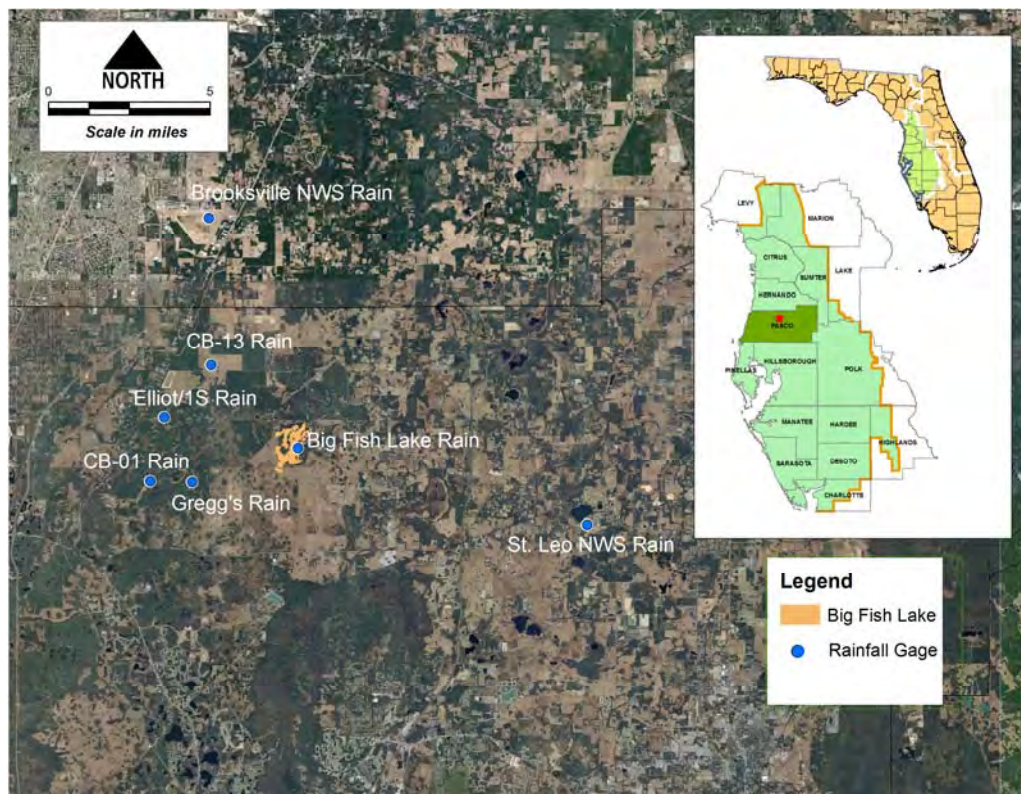 NORTH
0 5
Scale in miles
Brooksville NWS Rain
CB-13 Rain
Elliot/1S Rain
Big Fish Lake Rain
CB-01 Rain
Gregg's Rain
St. Leo NWS Rain
LEVY
MARION
CITRUS
SUMTER
LAKE
HERNANDO
PASCO
HILLSBOROUGH
PINELLAS
POLK
MANATEE
HARDEE
HIGHLANDS
SARASOTA
DESOTO
CHARLOTTE
Legend
Big Fish Lake
Rainfall Gage